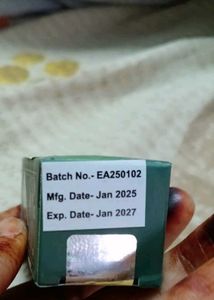 Batch No.- EA250102
Mfg. Date- Jan 2025
Exp. Date- Jan 2027